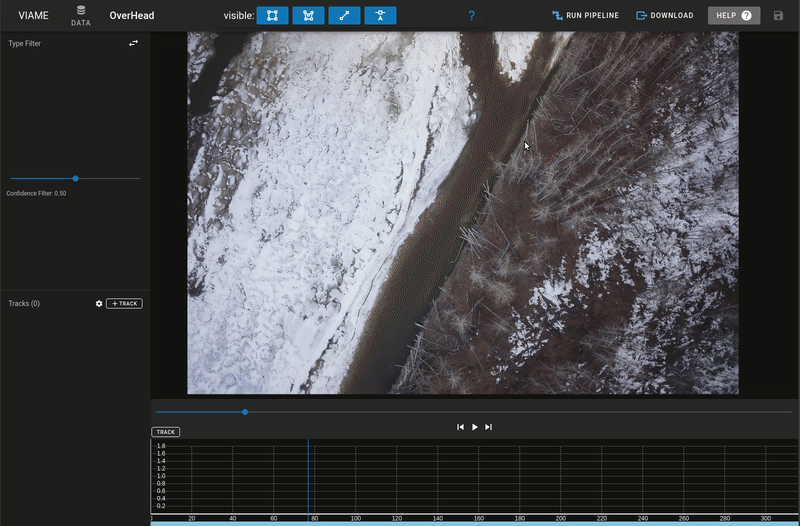 VIAME
DATA
OverHead
visible:
?
RUN PIPELINE
DOWNLOAD
HELP ?
Type Filter
Confidence Filter: 0.50
Tracks (0)
+ TRACK
TRACK
1.8
1.6
1.4
1.2
1.0
0.8
0.6
0.4
0.2
20 40 60 80 100 120 140 160 180 200 220 240 260 280 300